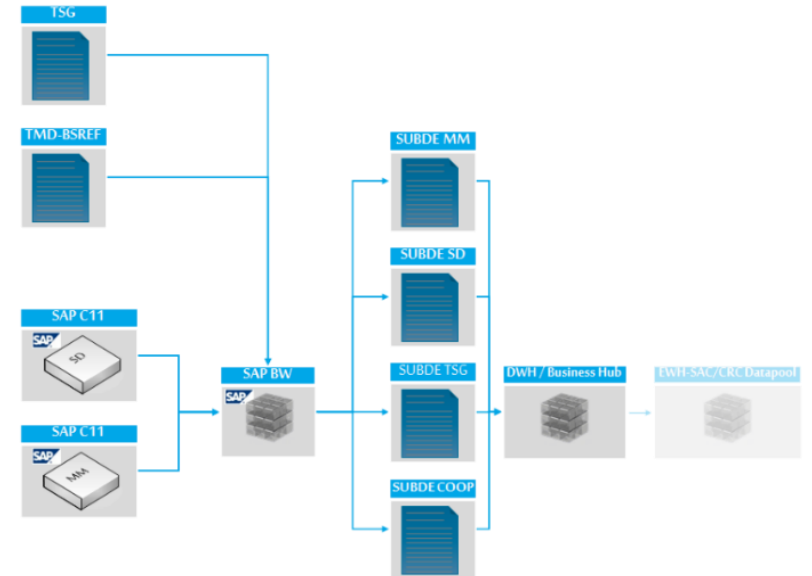 TSG
TMD-BSREF
SUBDE MM
SUBDE SD
SAP C11
SAP
SD
SAP BW
SAP
SUBDE TSG
DWH / Business Hub
EWH-SAC/CRC Datapool
SAP C11
SAP
MM
SUBDE COOP